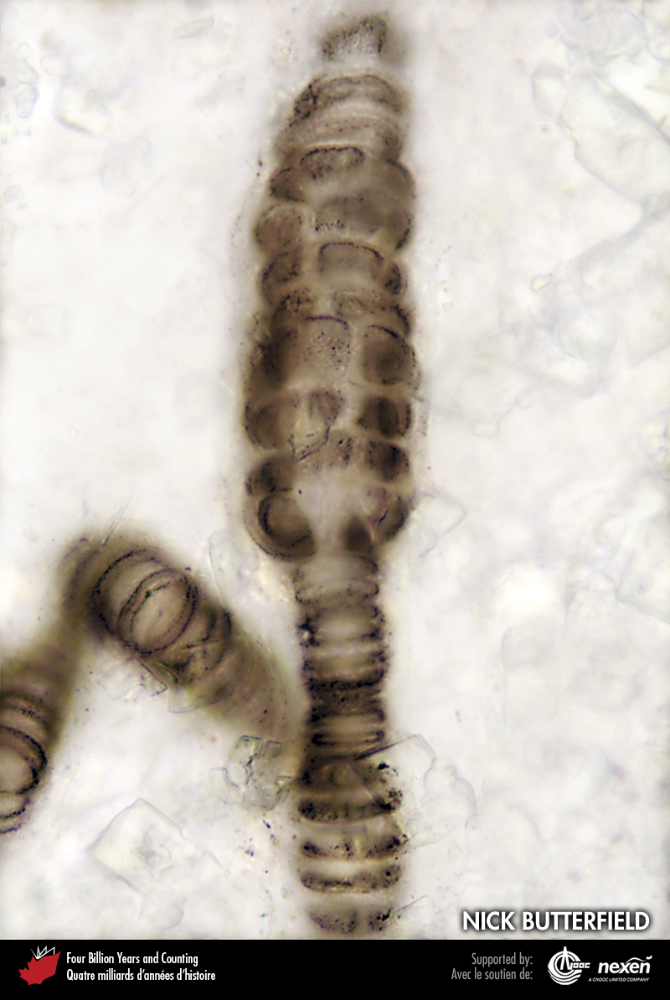 NICK BUTTERFIELD
Four Billion Years and Counting
Quatre milliards d'années d'histoire
Supported by:
Avec le soutien de:
CNOOC
nexen
A CNOOC LIMITED COMPANY